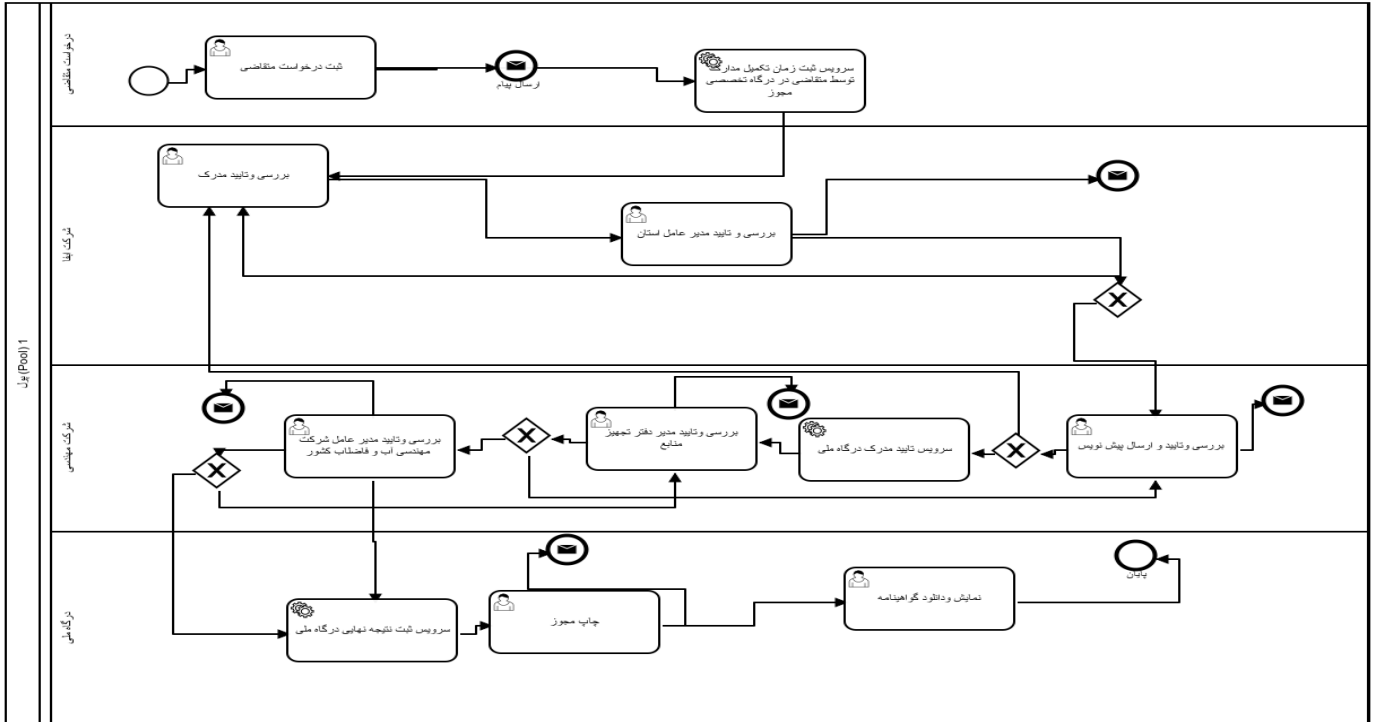 پول (Pool) 1
درخواست متقاضی
ثبت درخواست متقاضی
ارسال پیام
سرویس ثبت زمان تکمیل مدارک
توسط متقاضی در درگاه تخصصی
مجوز
شرکت ابفا
بررسی وتایید مدرک
بررسی و تایید مدیر عامل استان
شرکت مهندسی
بررسی وتایید مدیر عامل شرکت
مهندسی آب و فاضلاب کشور
بررسی وتایید مدیر دفتر تجهیز
منابع
سرویس تایید مدرک درگاه ملی
بررسی وتایید و ارسال پیش نویس
درگاه ملی
سرویس ثبت نتیجه نهایی درگاه ملی
چاپ مجوز
نمایش ودانلود گواهینامه
پایان